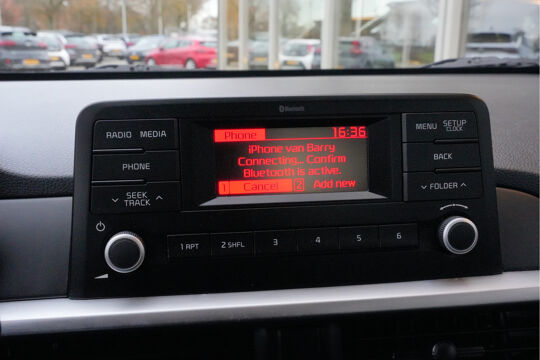 Bluetooth
RADIO MEDIA
PHONE
SEEK
TRACK
Phone 16:36
iPhone van Barry
Connecting... Confirm
Bluetooth is active.
1 Cancel 2 Add new
MENU SETUP
CLOCK
BACK
FOLDER
1 RPT 2 SHFL 3 4 5 6